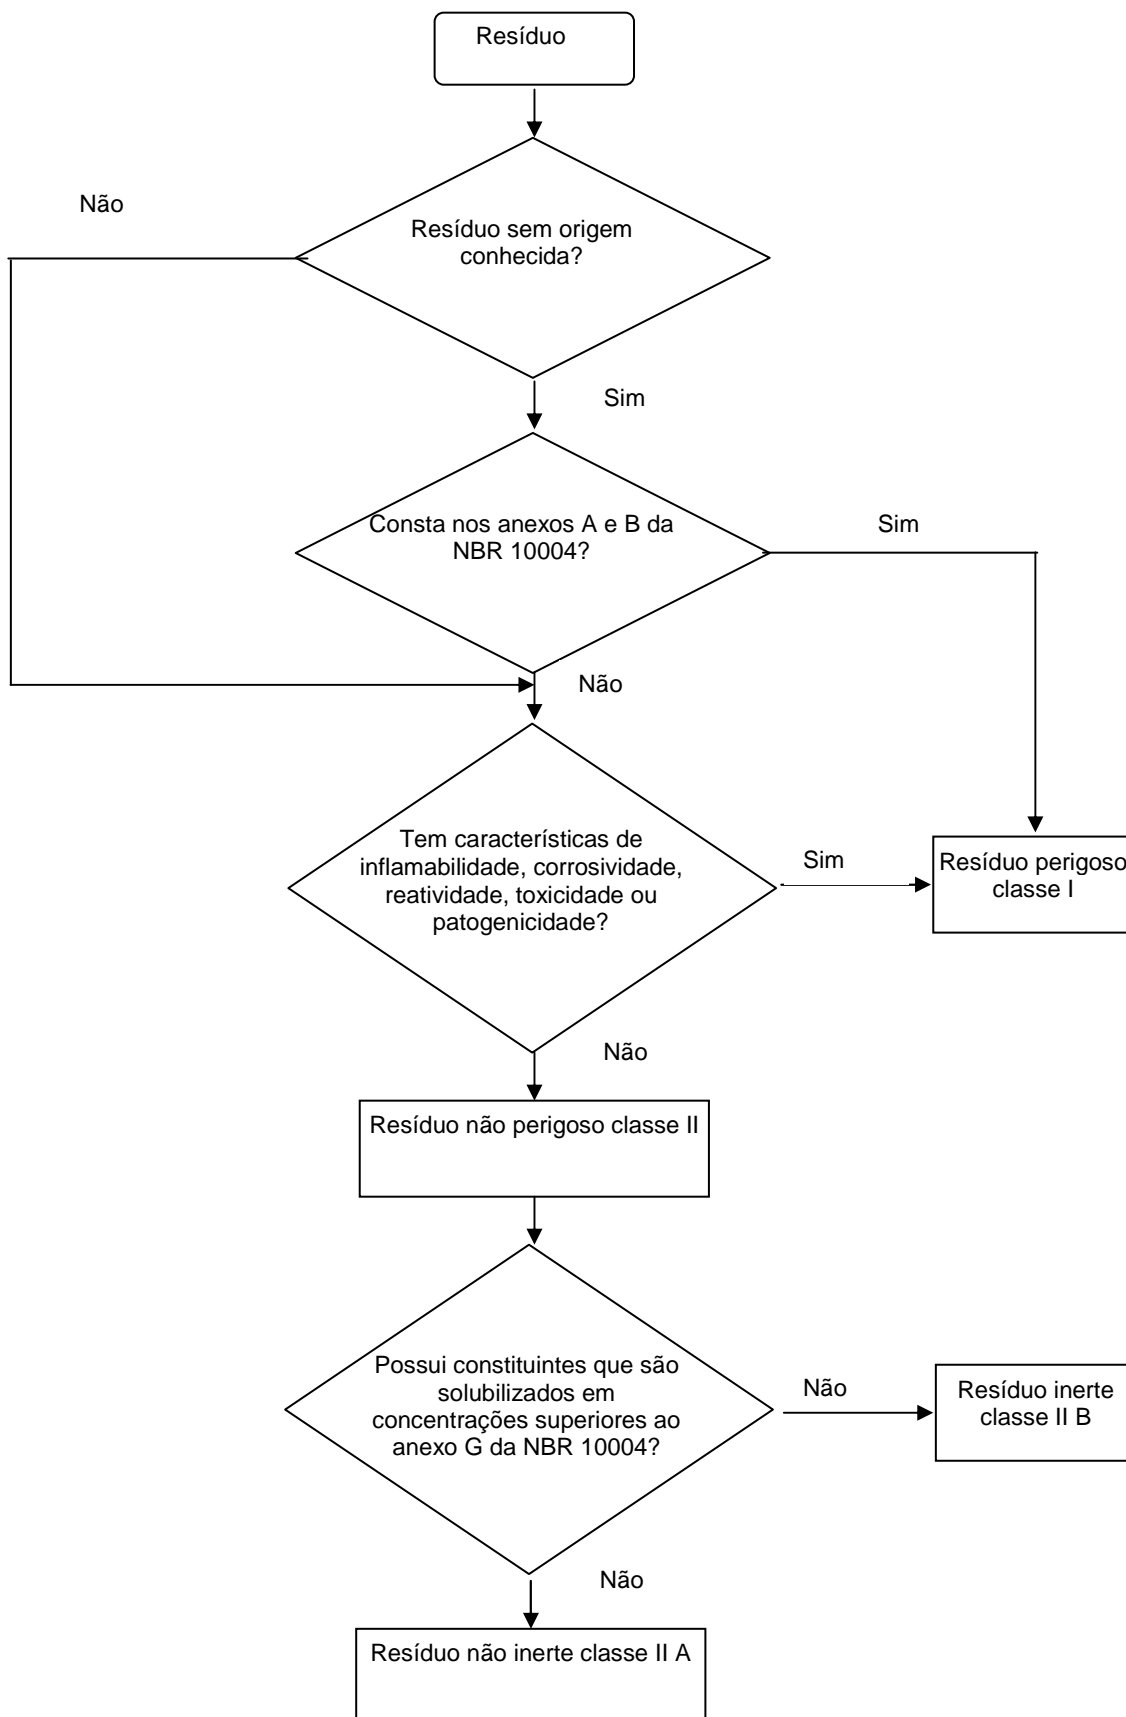 Resíduo
Não
Resíduo sem origem
conhecida?
Sim
Consta nos anexos A e B da
NBR 10004?
Sim
Não
Tem características de
inflamabilidade, corrosividade,
reatividade, toxicidade ou
patogenicidade?
Sim
Resíduo perigoso
classe I
Não
Resíduo não perigoso classe II
Possui constituintes que são
solubilizados em
concentrações superiores ao
anexo G da NBR 10004?
Não
Resíduo inerte
classe II B
Não
Resíduo não inerte classe II A